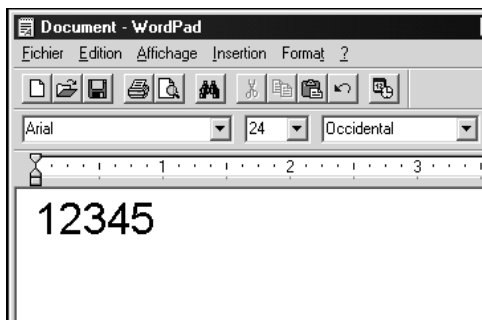 Document - WordPad
Fichier Edition Affichage Insertion Format ?
Arial 24 Occidental
1 2 3
12345